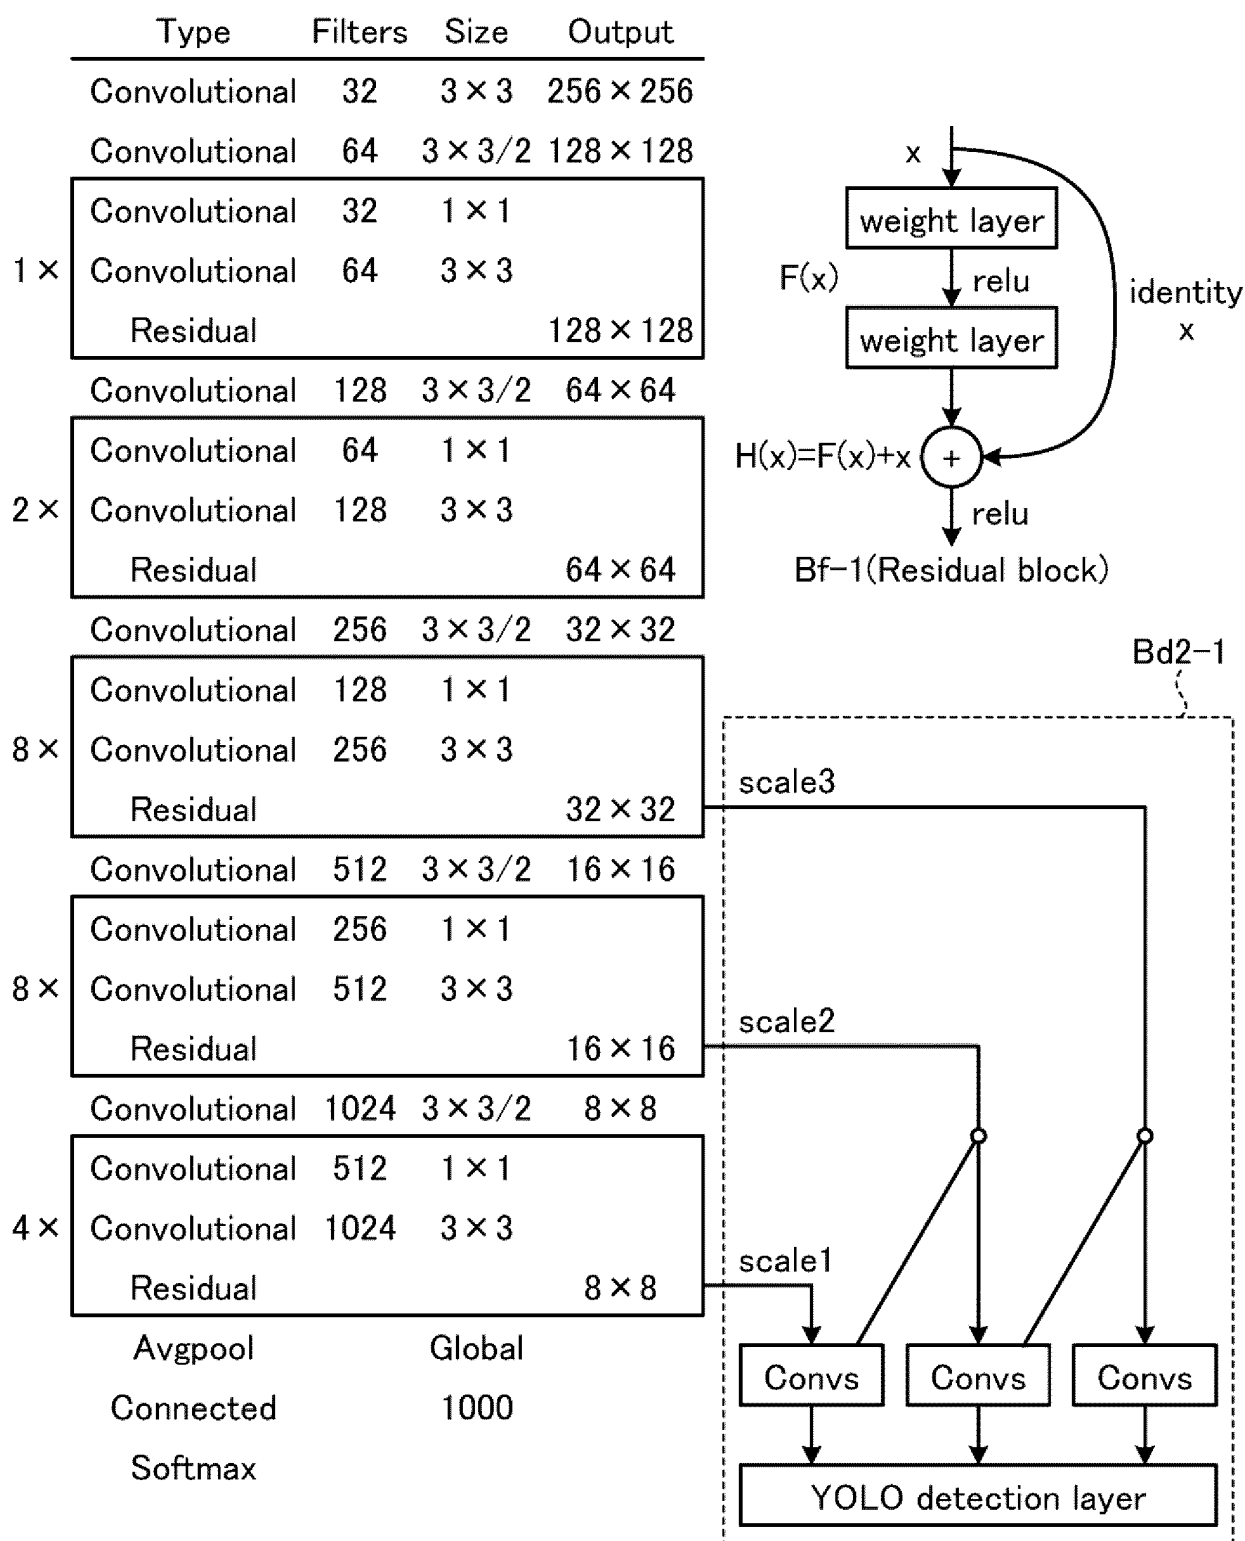 Type Filters Size Output
Convolutional 32 3×3 256×256
Convolutional 64 3×3/2 128×128
Convolutional 32 1×1
1× Convolutional 64 3×3
Residual 128×128
Convolutional 128 3×3/2 64×64
Convolutional 64 1×1
2× Convolutional 128 3×3
Residual 64×64
Convolutional 256 3×3/2 32×32
Convolutional 128 1×1
8× Convolutional 256 3×3
Residual 32×32
Convolutional 512 3×3/2 16×16
Convolutional 256 1×1
8× Convolutional 512 3×3
Residual 16×16
Convolutional 1024 3×3/2 8×8
Convolutional 512 1×1
4× Convolutional 1024 3×3
Residual 8×8
Avgpool Global
Connected 1000
Softmax
x
weight layer
F(x) relu
identity
x
weight layer
H(x)=F(x)+x +
relu
Bf-1(Residual block)
Bd2-1
scale3
scale2
scale1
Convs Convs Convs
YOLO detection layer